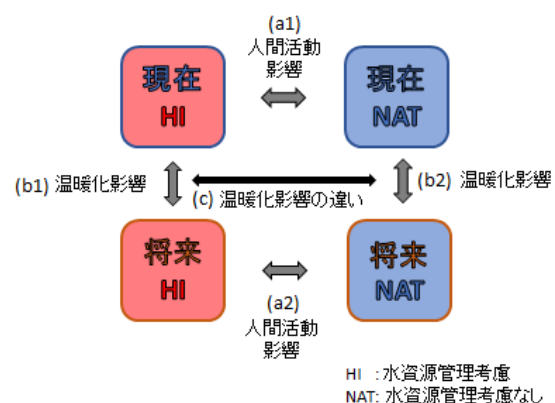 (a1)
人間活動
影響
現在
HI
現在
NAT
(b1) 温暖化影響
(b2) 温暖化影響
(c) 温暖化影響の違い
将来
HI
将来
NAT
(a2)
人間活動
影響
HI :水資源管理考慮
NAT: 水資源管理考慮なし